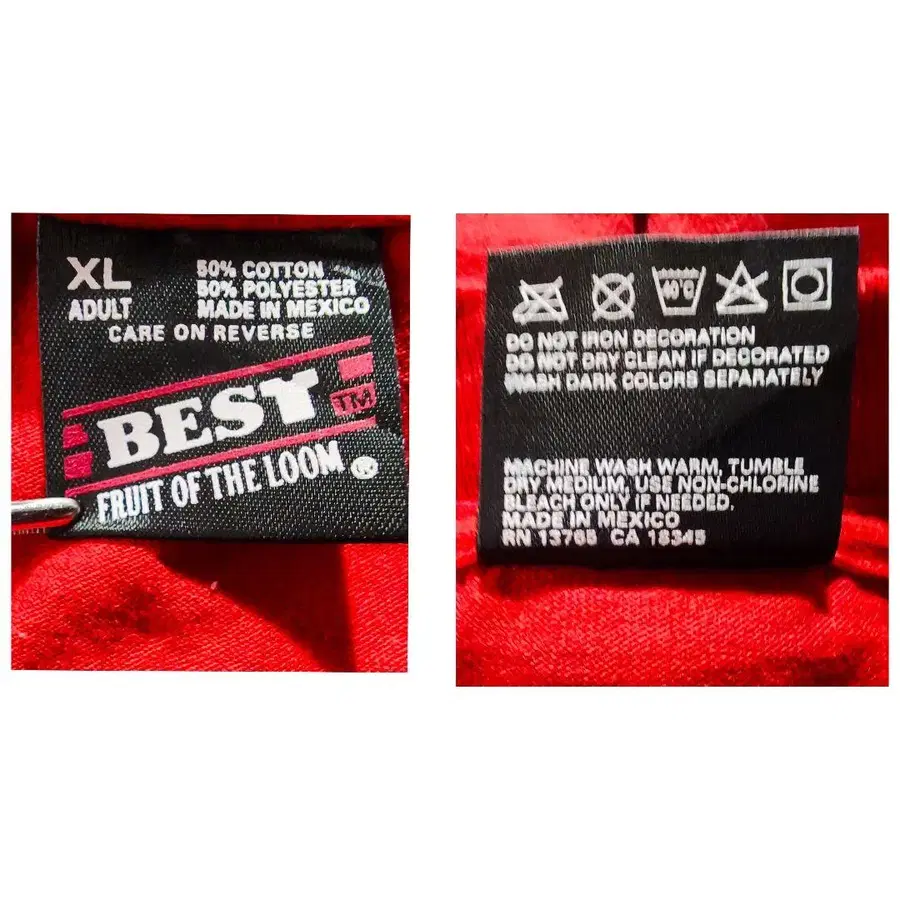 XL
ADULT
50% COTTON
50% POLYESTER
MADE IN MEXICO
CARE ON REVERSE
BEST
TM
FRUIT OF THE LOOM ®
40°C
DO NOT IRON DECORATION
DO NOT DRY CLEAN IF DECORATED
WASH DARK COLORS SEPARATELY
MACHINE WASH WARM, TUMBLE
DRY MEDIUM, USE NON-CHLORINE
BLEACH ONLY IF NEEDED.
MADE IN MEXICO
RN 13765 CA 18345